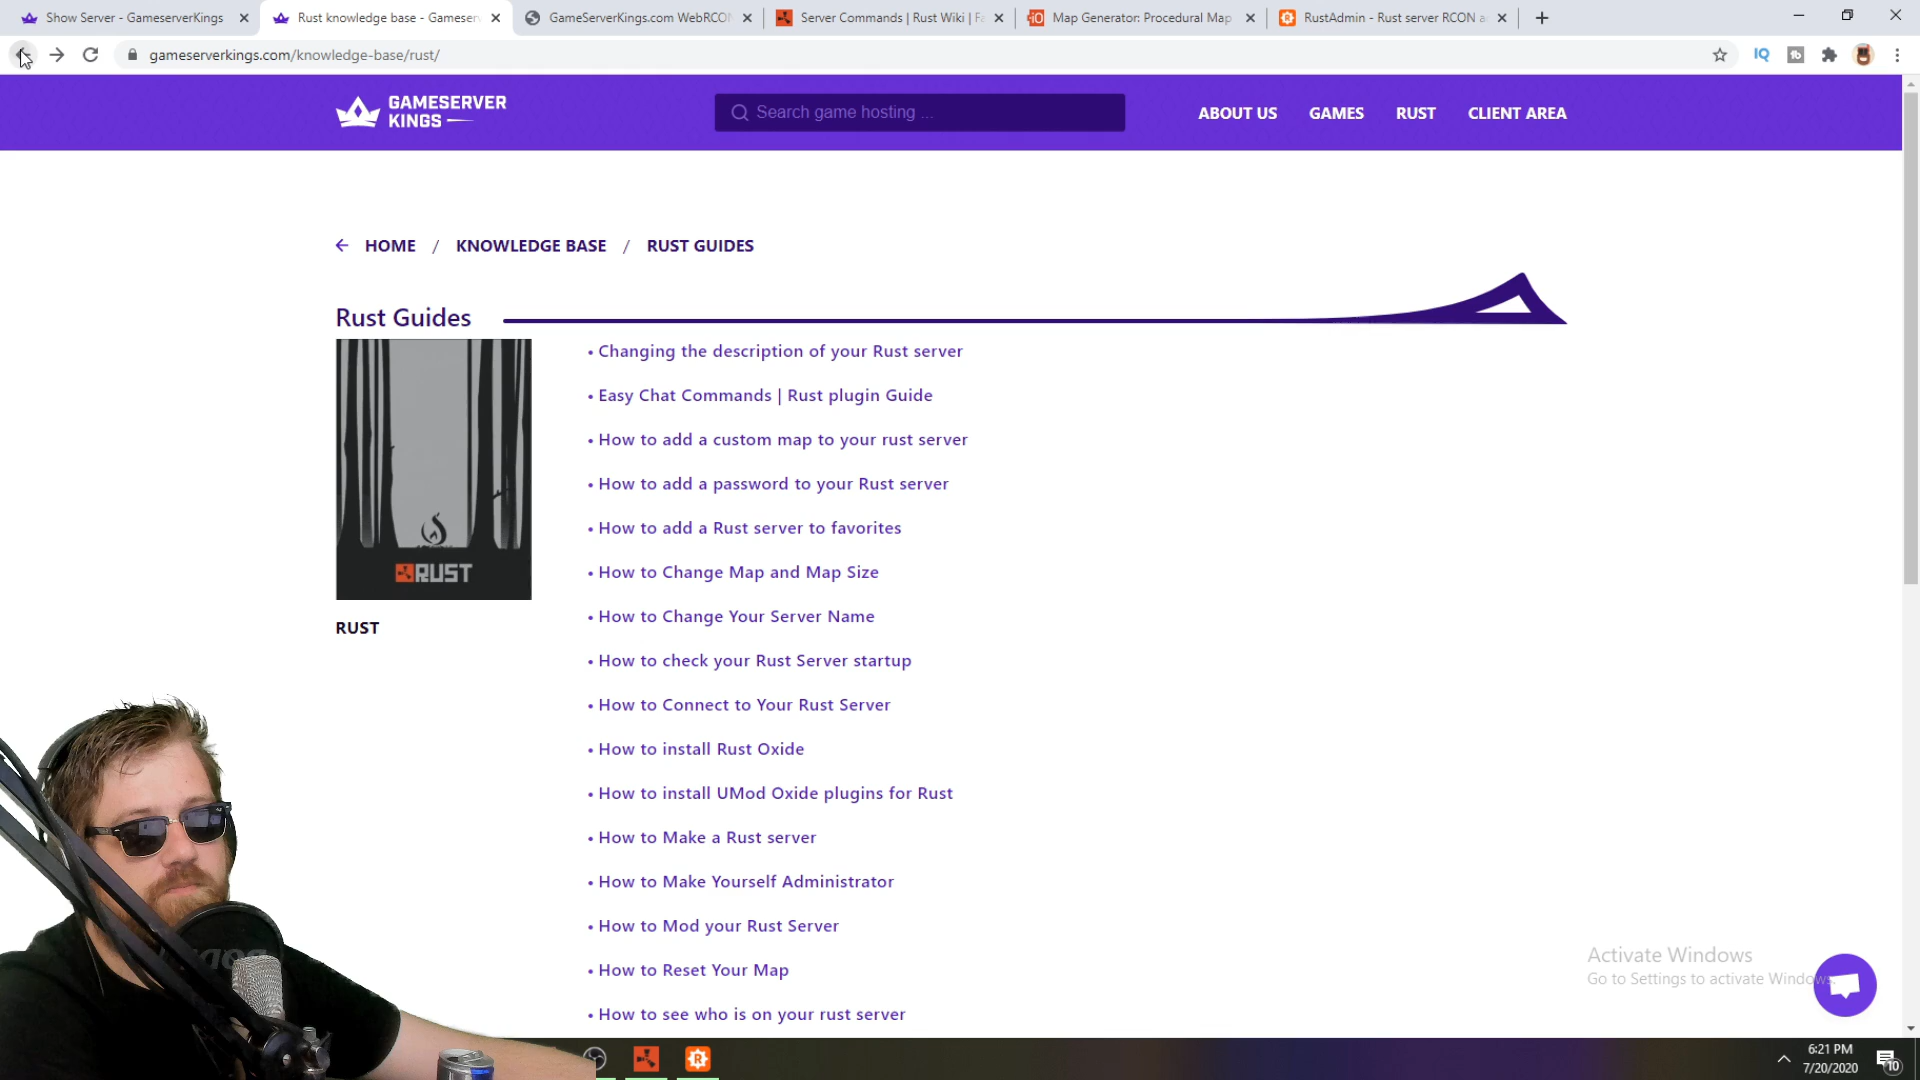 Show Server - GameserverKings
Rust knowledge base - Gameserv
GameServerKings.com WebRCON
Server Commands | Rust Wiki | Fa
Map Generator: Procedural Map
RustAdmin - Rust server RCON a
gameserverkings.com/knowledge-base/rust/
IQ
GAMESERVER
KINGS
Search game hosting ...
ABOUT US
GAMES
RUST
CLIENT AREA
HOME / KNOWLEDGE BASE / RUST GUIDES
Rust Guides
• Changing the description of your Rust server
• Easy Chat Commands | Rust plugin Guide
• How to add a custom map to your rust server
• How to add a password to your Rust server
• How to add a Rust server to favorites
• How to Change Map and Map Size
• How to Change Your Server Name
• How to check your Rust Server startup
• How to Connect to Your Rust Server
• How to install Rust Oxide
• How to install UMod Oxide plugins for Rust
• How to Make a Rust server
• How to Make Yourself Administrator
• How to Mod your Rust Server
• How to Reset Your Map
• How to see who is on your rust server
RUST
RUST
Activate Windows
Go to Settings to activate Windows.
6:21 PM
7/20/2020
10